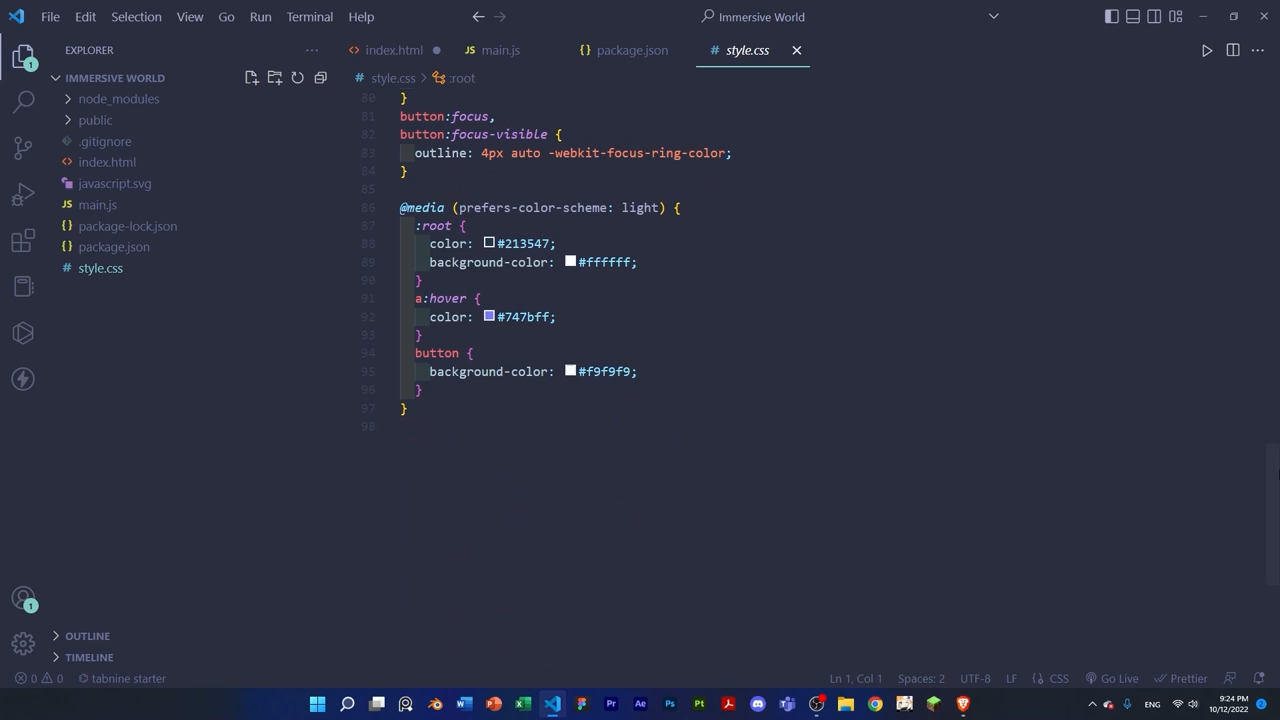 File Edit Selection View Go Run Terminal Help
Immersive World
EXPLORER
index.html
main.js
{} package.json
# style.css
IMMERSIVE WORLD
# style.css > :root
node_modules
public
.gitignore
<> index.html
javascript.svg
JS main.js
{} package-lock.json
{} package.json
# style.css
80 }
81 button:focus,
82 button:focus-visible {
83 outline: 4px auto -webkit-focus-ring-color;
84 }
85
86 @media (prefers-color-scheme: light) {
87 :root {
88 color: #213547;
89 background-color: #ffffff;
90 }
91 a:hover {
92 color: #747bff;
93 }
94 button {
95 background-color: #f9f9f9;
96 }
97 }
98
1
1
OUTLINE
TIMELINE
0 0 tabnine starter
Ln 1, Col 1 Spaces: 2 UTF-8 LF {} CSS Go Live Prettier
ENG
9:24 PM
10/12/2022
2